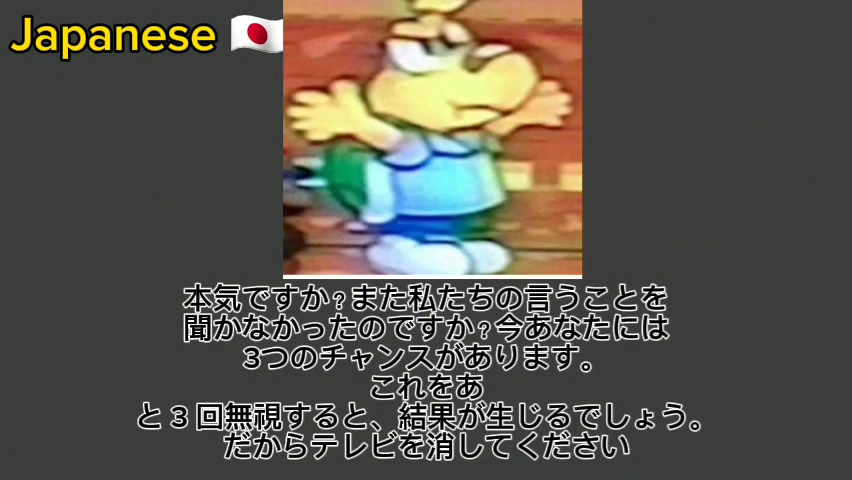 Japanese 🇯🇵
本気ですか?また私たちの言うことを
聞かなかったのですか?今あなたには
3つのチャンスがあります。
これをあ
と３回無視すると、結果が生じるでしょう。
だからテレビを消してください